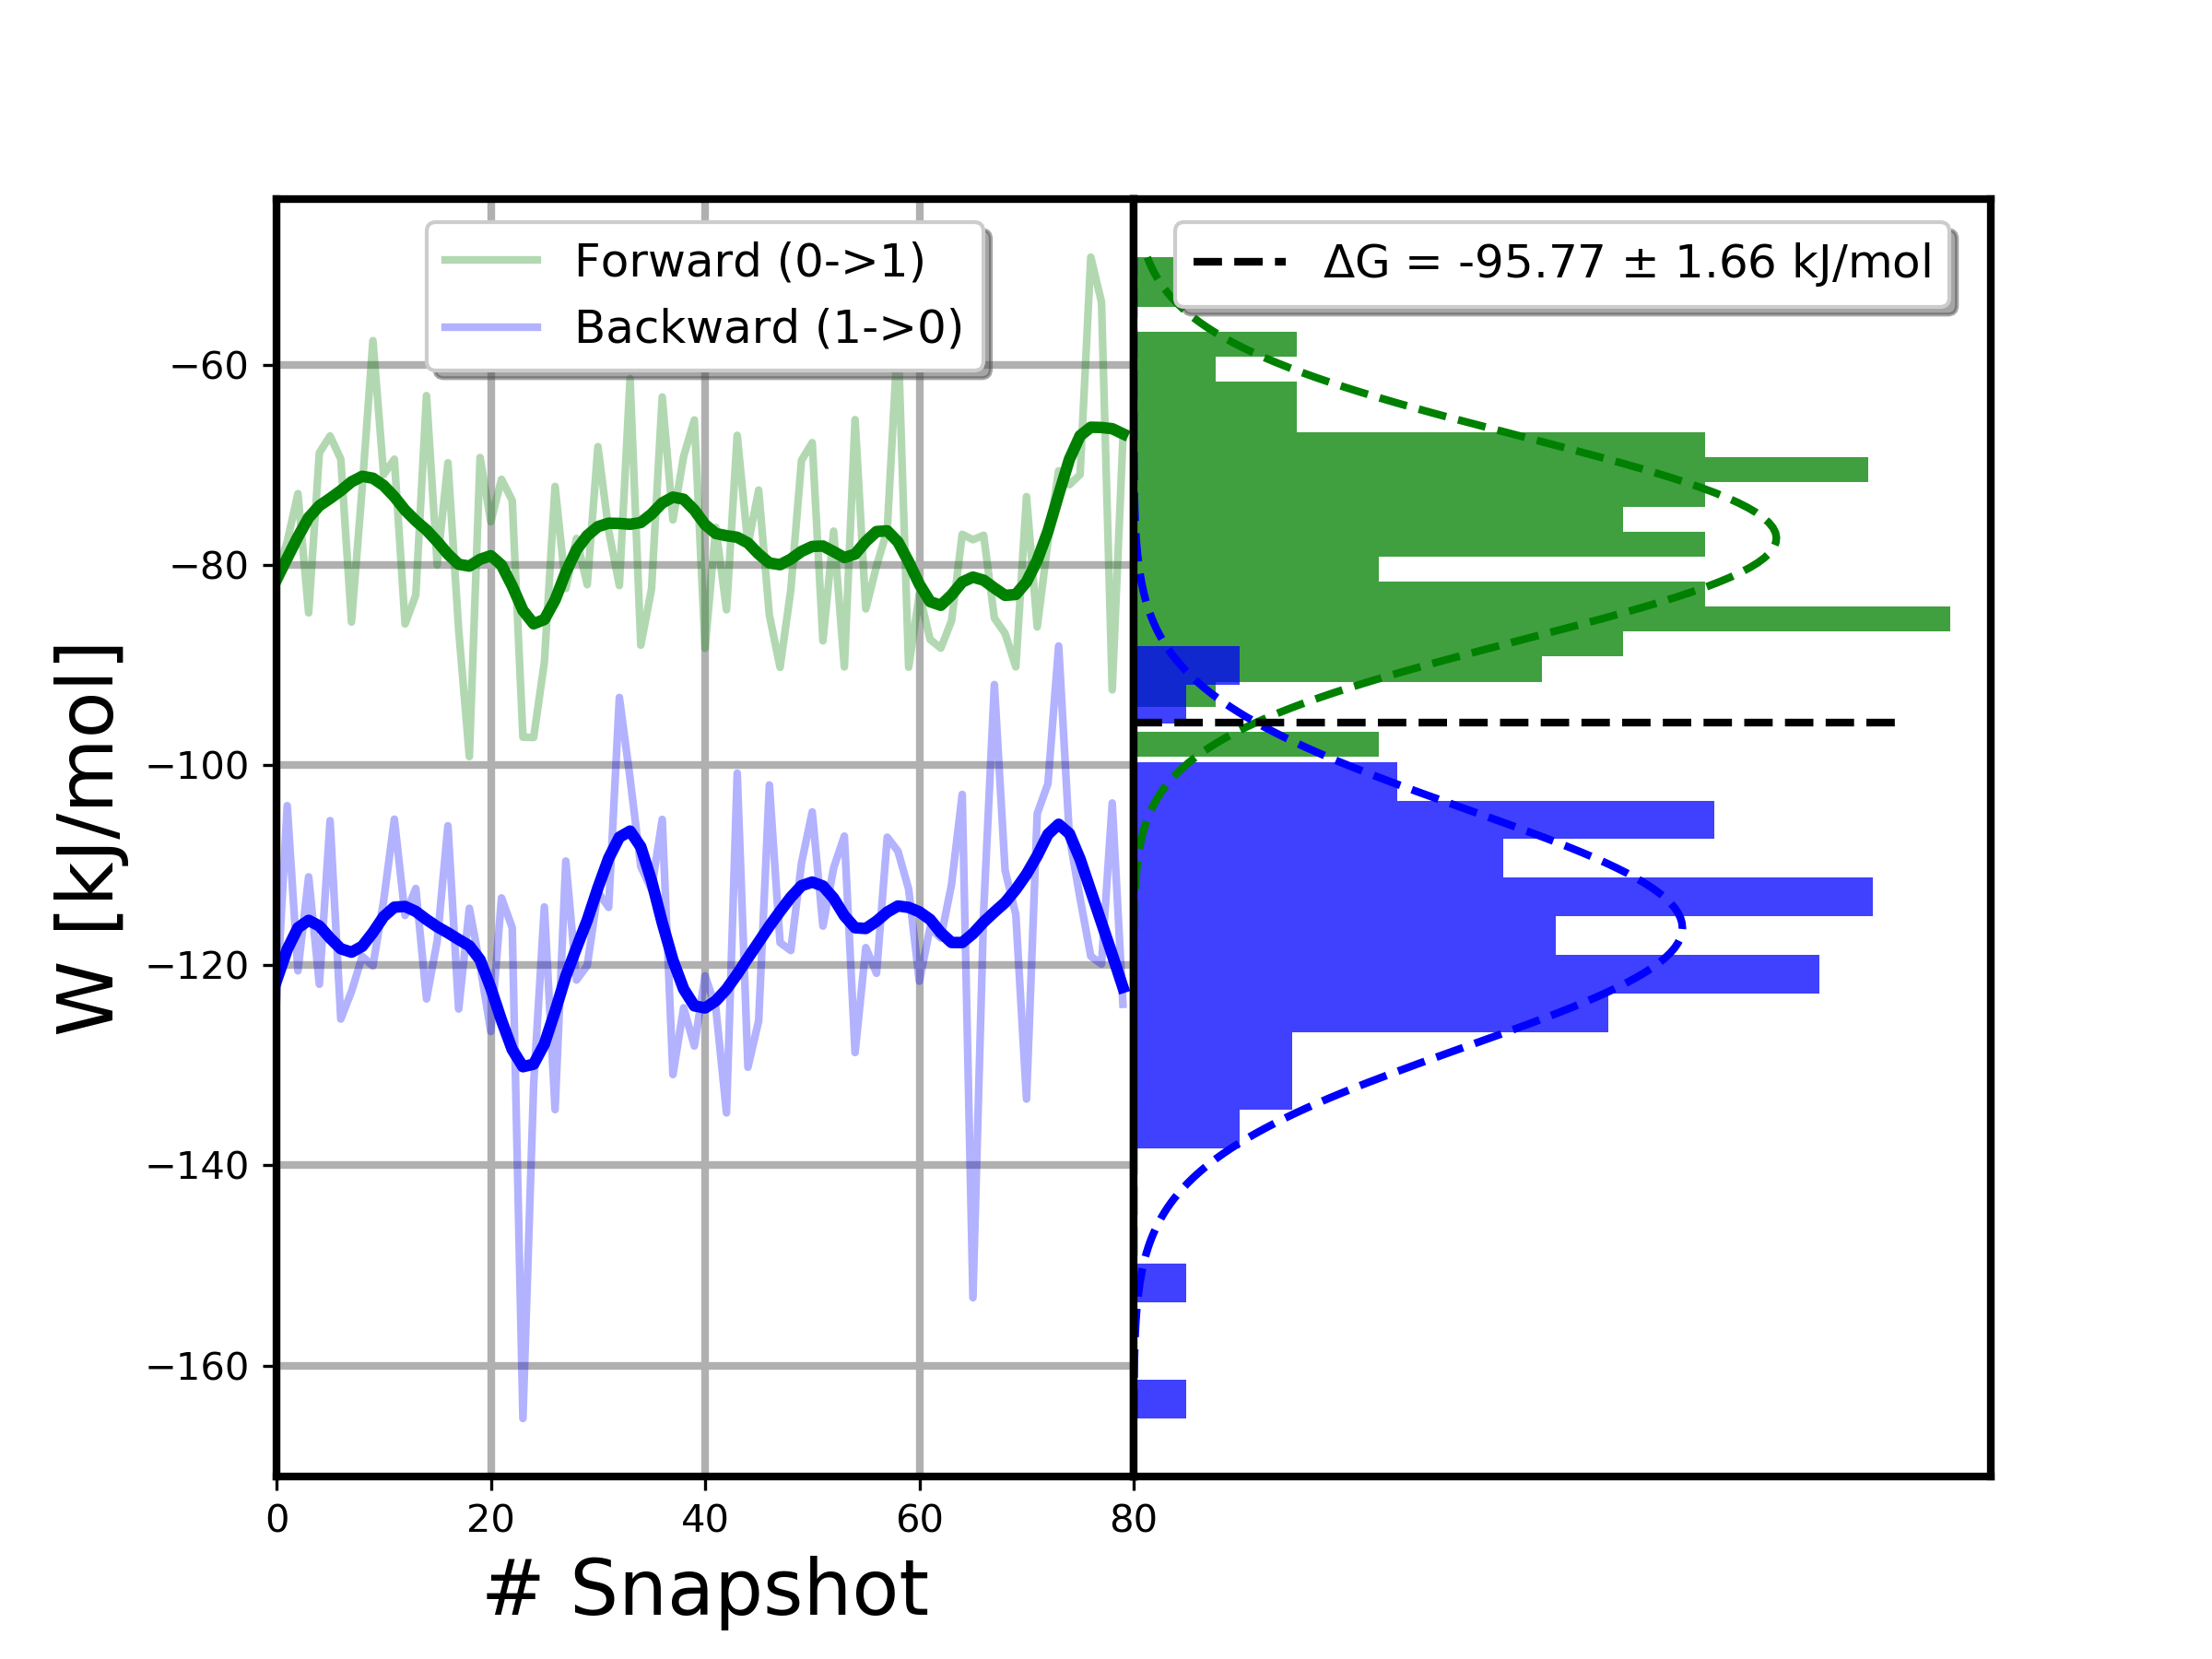 Forward (0->1)
Backward (1->0)
ΔG = -95.77 ± 1.66 kJ/mol
−60
−80
−100
−120
−140
−160
W [kJ/mol]
0 20 40 60 80
# Snapshot